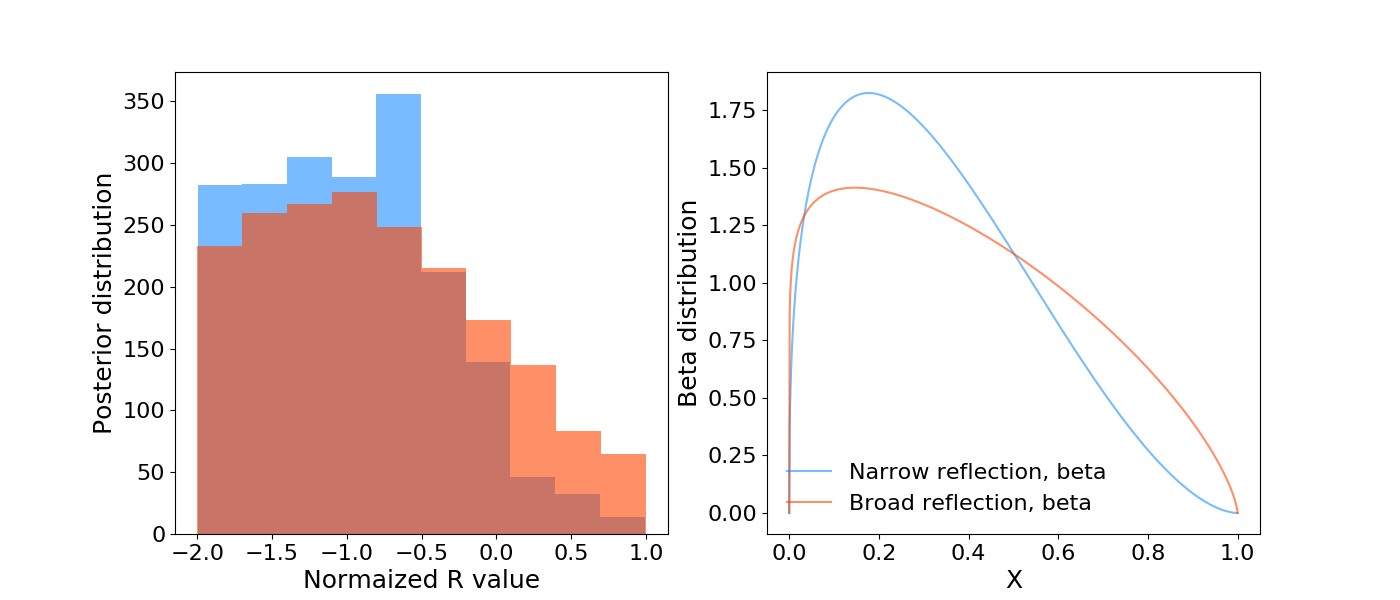 Posterior distribution
350
300
250
200
150
100
50
0
−2.0 −1.5 −1.0 −0.5 0.0 0.5 1.0
Normaized R value
Beta distribution
1.75
1.50
1.25
1.00
0.75
0.50
0.25
0.00
Narrow reflection, beta
Broad reflection, beta
0.0 0.2 0.4 0.6 0.8 1.0
X